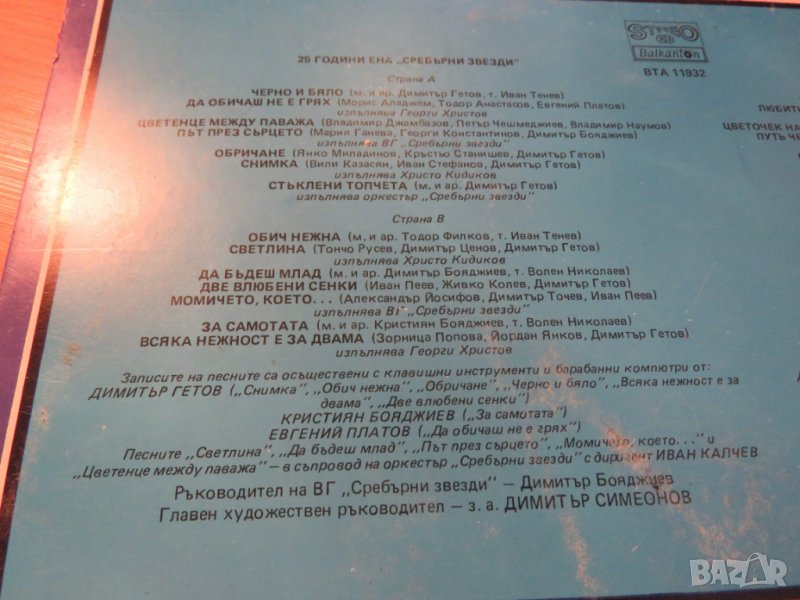 STEREO
Balkanton
ВТА 11932
25 ГОДИНИ ЕНА „СРЕБЪРНИ ЗВЕЗДИ"
Страна А
ЧЕРНО И БЯЛО (м. и ар. Димитър Гетов, т. Иван Тенев)
ДА ОБИЧАШ НЕ Е ГРЯХ (Морис Аладжем, Тодор Анастасов, Евгений Платов)
изпълнява Георги Христов
ЦВЕТЕНЦЕ МЕЖДУ ПАВАЖА (Владимир Джамбазов, Петър Чешмеджиев, Владимир Наумов)
ПЪТ ПРЕЗ СЪРЦЕТО (Мария Ганева, Георги Константинов, Димитър Бояджиев)
изпълнява ВГ „Сребърни звезди"
ОБРИЧАНЕ (Янко Миладинов, Кръстьо Станишев, Димитър Гетов)
СНИМКА (Вили Казасян, Иван Стефанов, Димитър Гетов)
изпълнява Христо Кидиков
СТЪКЛЕНИ ТОПЧЕТА (м. и ар. Димитър Гетов)
изпълнява оркестър „Сребърни звезди"
Страна В
ОБИЧ НЕЖНА (м. и ар. Тодор Филков, т. Иван Тенев)
СВЕТЛИНА (Тончо Русев, Димитър Ценов, Димитър Гетов)
изпълнява Христо Кидиков
ДА БЪДЕШ МЛАД (м. и ар. Димитър Бояджиев, т. Волен Николаев)
ДВЕ ВЛЮБЕНИ СЕНКИ (Иван Пеев, Живко Колев, Димитър Гетов)
МОМИЧЕТО, КОЕТО... (Александър Йосифов, Димитър Точев, Иван Пеев)
изпълнява ВГ „Сребърни звезди"
ЗА САМОТАТА (м. и ар. Кристиян Бояджиев, т. Волен Николаев)
ВСЯКА НЕЖНОСТ Е ЗА ДВАМА (Зорница Попова, Йордан Янков, Димитър Гетов)
изпълнява Георги Христов
Записите на песните са осъществени с клавишни инструменти и барабанни компютри от:
ДИМИТЪР ГЕТОВ („Снимка", „Обич нежна", „Обричане", „Черно и бяло", „Всяка нежност е за
двама", „Две влюбени сенки")
КРИСТИЯН БОЯДЖИЕВ („За самотата")
ЕВГЕНИЙ ПЛАТОВ („Да обичаш не е грях")
Песните „Светлина", „Да бъдеш млад", „Път през сърцето", „Момичето, което..." и
„Цветенце между паважа" – в съпровод на оркестър „Сребърни звезди" с диригент ИВАН КАЛЧЕВ
Ръководител на ВГ „Сребърни звезди" – Димитър Бояджиев
Главен художествен ръководител – з. а. ДИМИТЪР СИМЕОНОВ
ЛЮБИТЬ
ЦВЕТОЧЕК НА
ПУТЬ ЧЕ
BAZAR